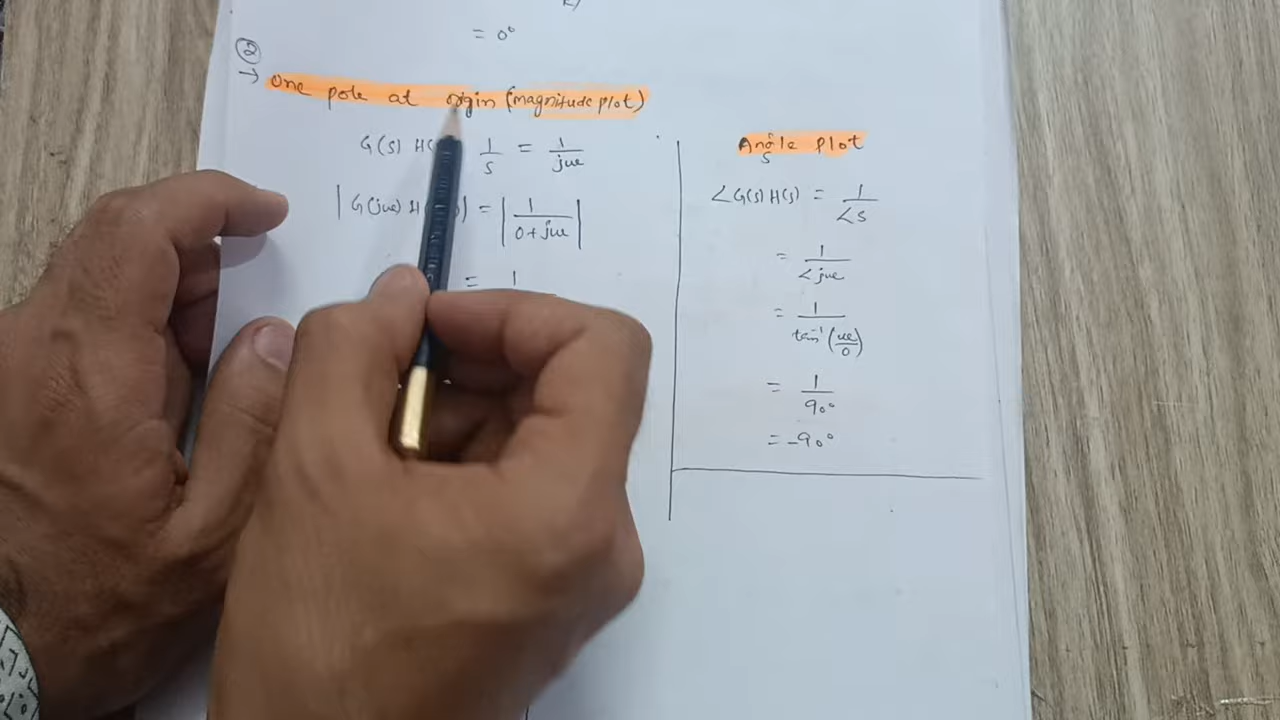 = 0°
②
→ One pole at origin (magnitude plot)
G(s) H( 1/s = 1/jω
| G(jω) H( )| = | 1/(0+jω) |
= 1
Angle Plot
s
∠G(s) H(s) = 1/∠s
= 1/∠jω
= 1/tan⁻¹(ω/0)
= 1/90°
= -90°